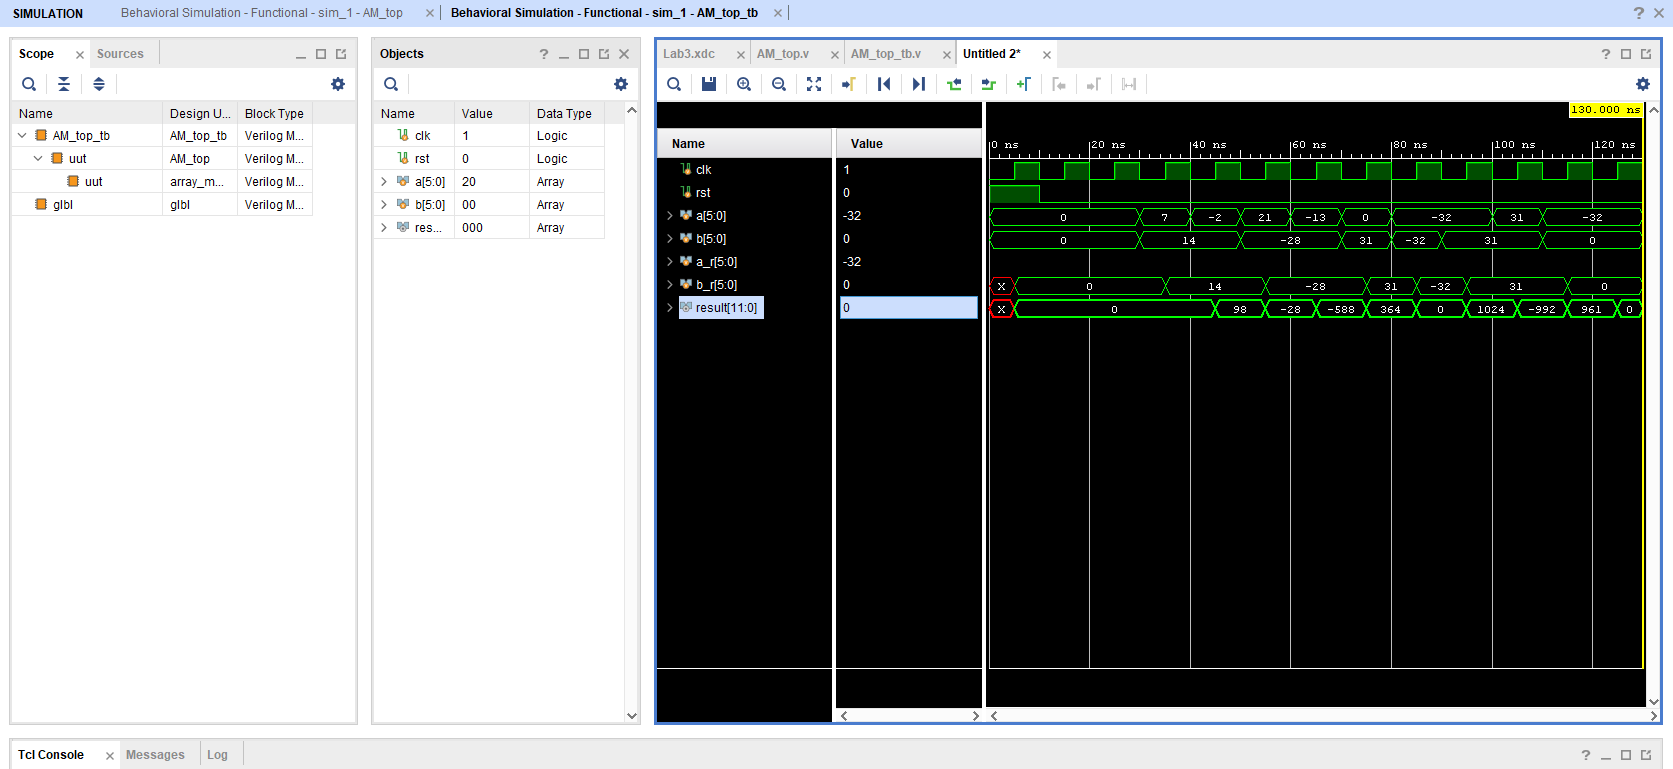 SIMULATION
Behavioral Simulation - Functional - sim_1 - AM_top
Behavioral Simulation - Functional - sim_1 - AM_top_tb
Scope
Sources
Name Design U... Block Type
AM_top_tb AM_top_tb Verilog M...
uut AM_top Verilog M...
uut array_m... Verilog M...
glbl glbl Verilog M...
Objects
Name Value Data Type
clk 1 Logic
rst 0 Logic
a[5:0] 20 Array
b[5:0] 00 Array
res... 000 Array
Lab3.xdc
AM_top.v
AM_top_tb.v
Untitled 2*
130.000 ns
Name Value
0 ns 20 ns 40 ns 60 ns 80 ns 100 ns 120 ns
clk 1
rst 0
a[5:0] -32 0 7 -2 21 -13 0 -32 31 -32
b[5:0] 0 0 14 -28 31 -32 31 0
a_r[5:0] -32
b_r[5:0] 0 X 0 14 -28 31 -32 31 0
result[11:0] 0 X 0 98 -28 -588 364 0 1024 -992 961 0
Tcl Console
Messages
Log